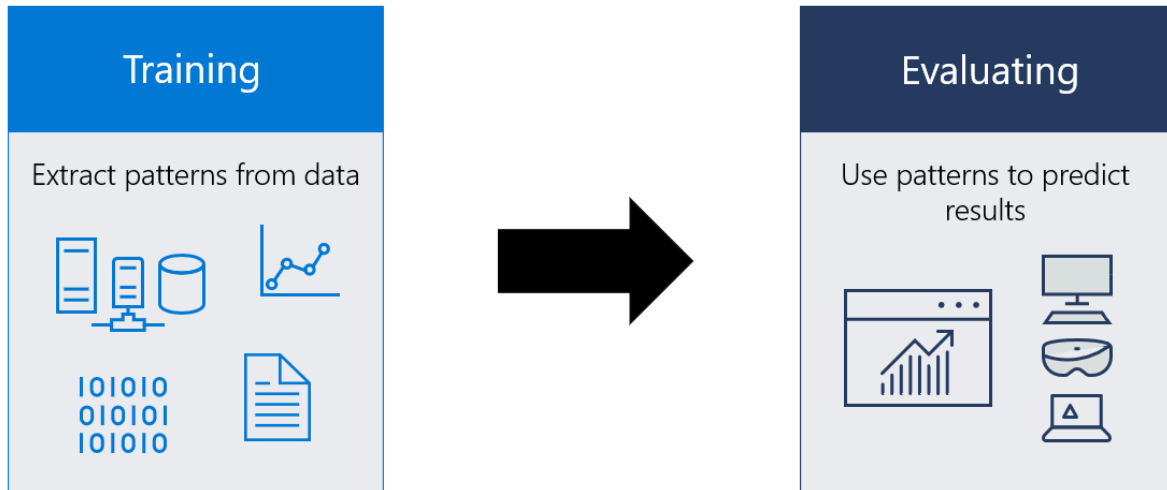 Training
Extract patterns from data
101010
010101
101010
Evaluating
Use patterns to predict
results